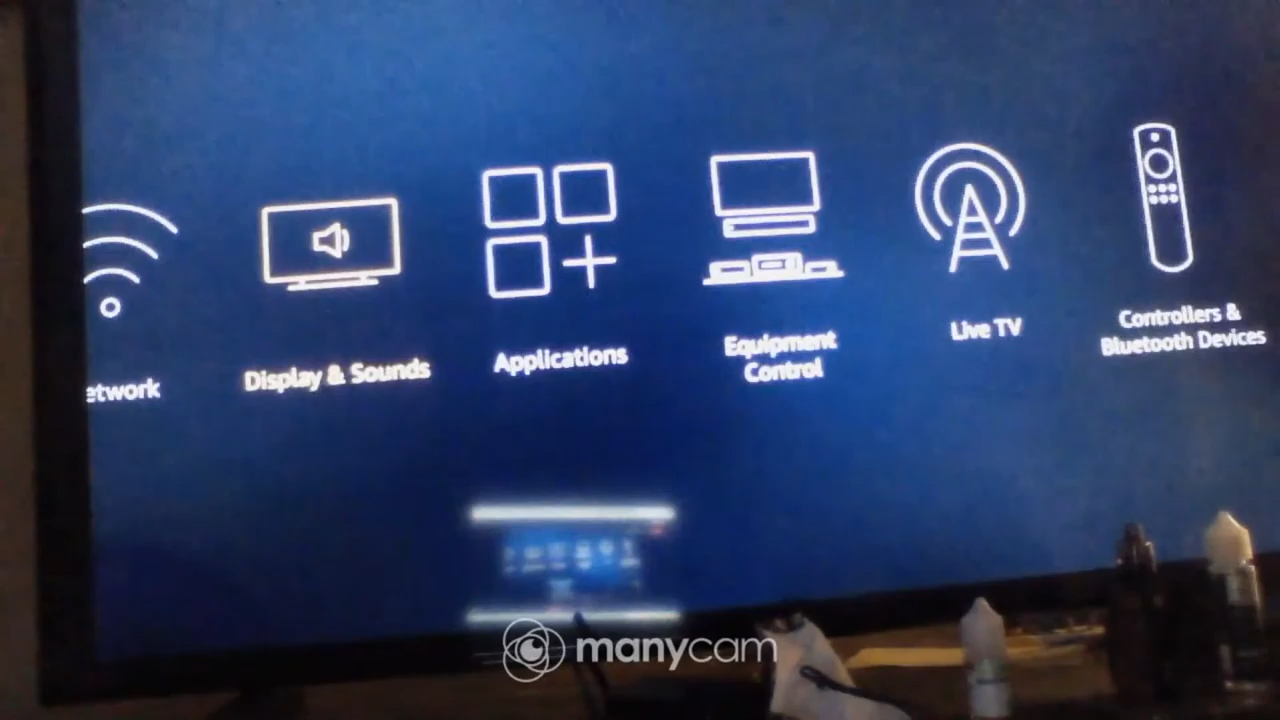 etwork
Display & Sounds
Applications
Equipment
Control
Live TV
Controllers &
Bluetooth Devices
manycam